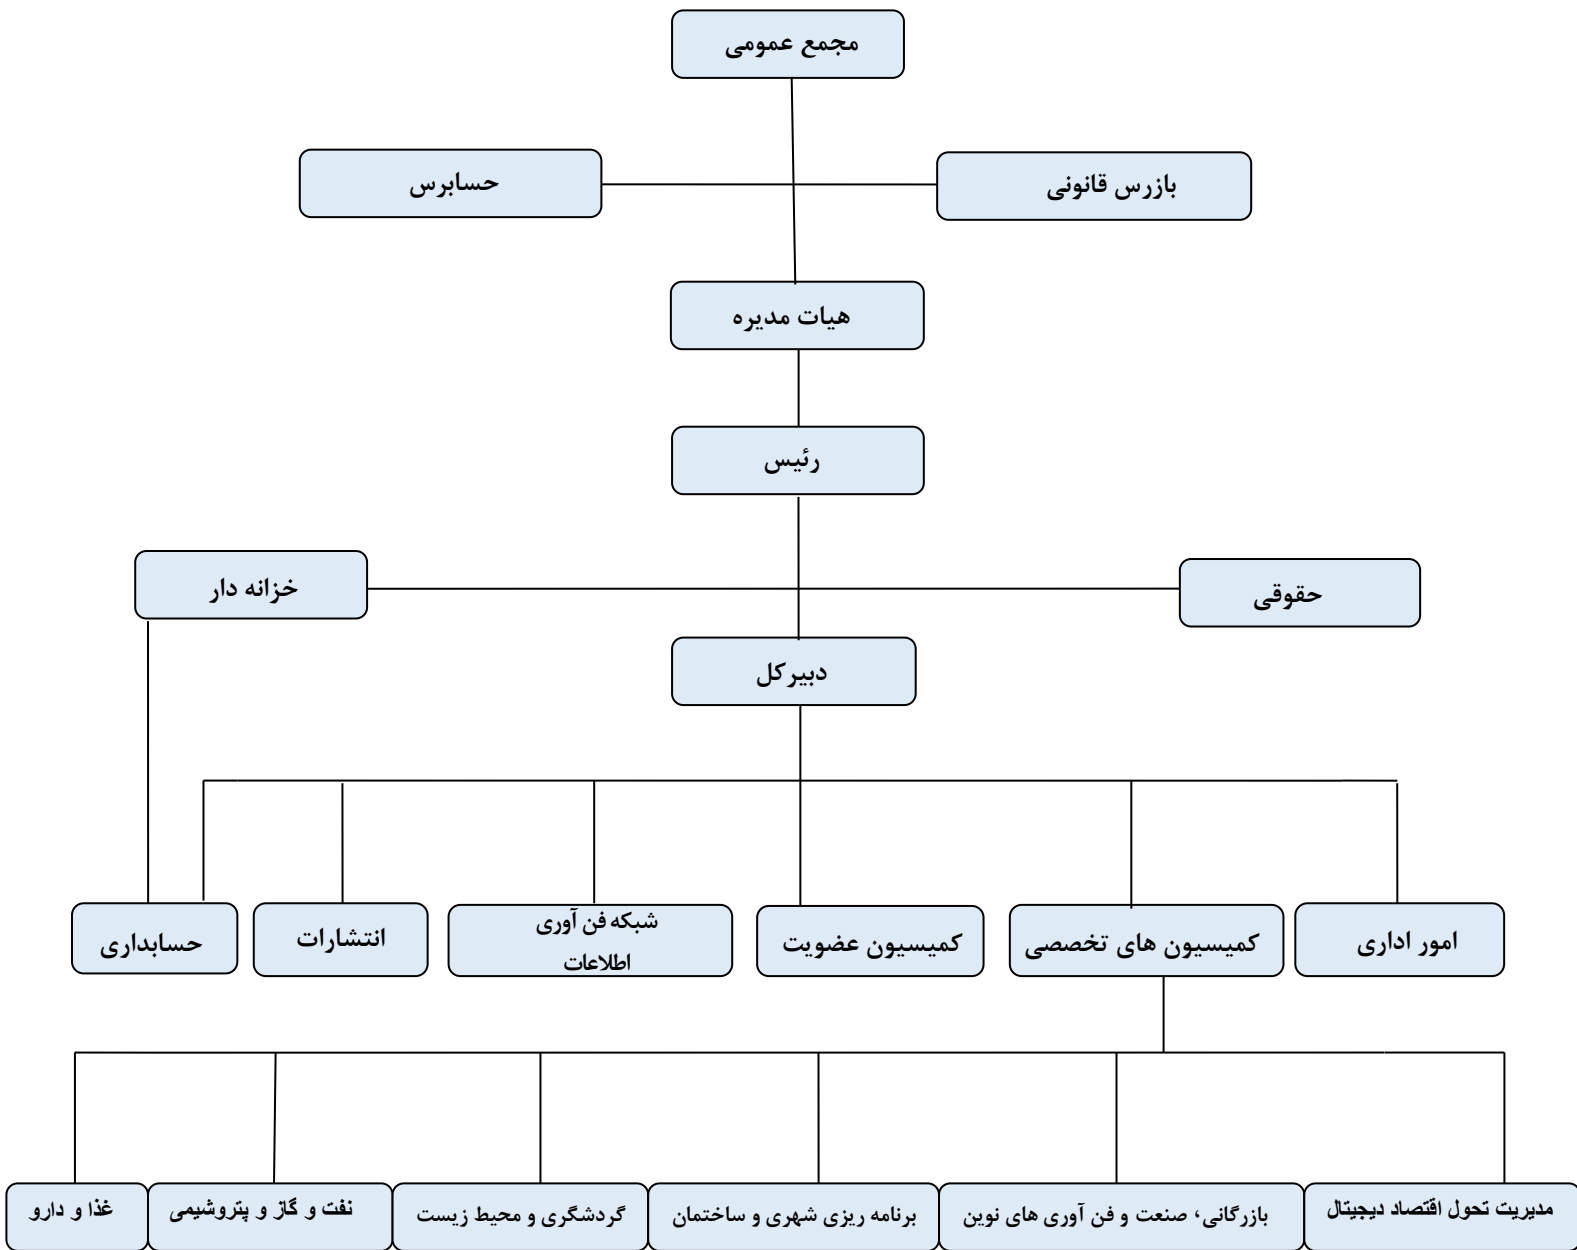 مجمع عمومی
بازرس قانونی
حسابرس
هیات مدیره
رئیس
حقوقی
خزانه دار
دبیرکل
امور اداری
کمیسیون های تخصصی
کمیسیون عضویت
شبکه فن آوری
اطلاعات
انتشارات
حسابداری
مدیریت تحول اقتصاد دیجیتال
بازرگانی، صنعت و فن آوری های نوین
برنامه ریزی شهری و ساختمان
گردشگری و محیط زیست
نفت و گاز و پتروشیمی
غذا و دارو